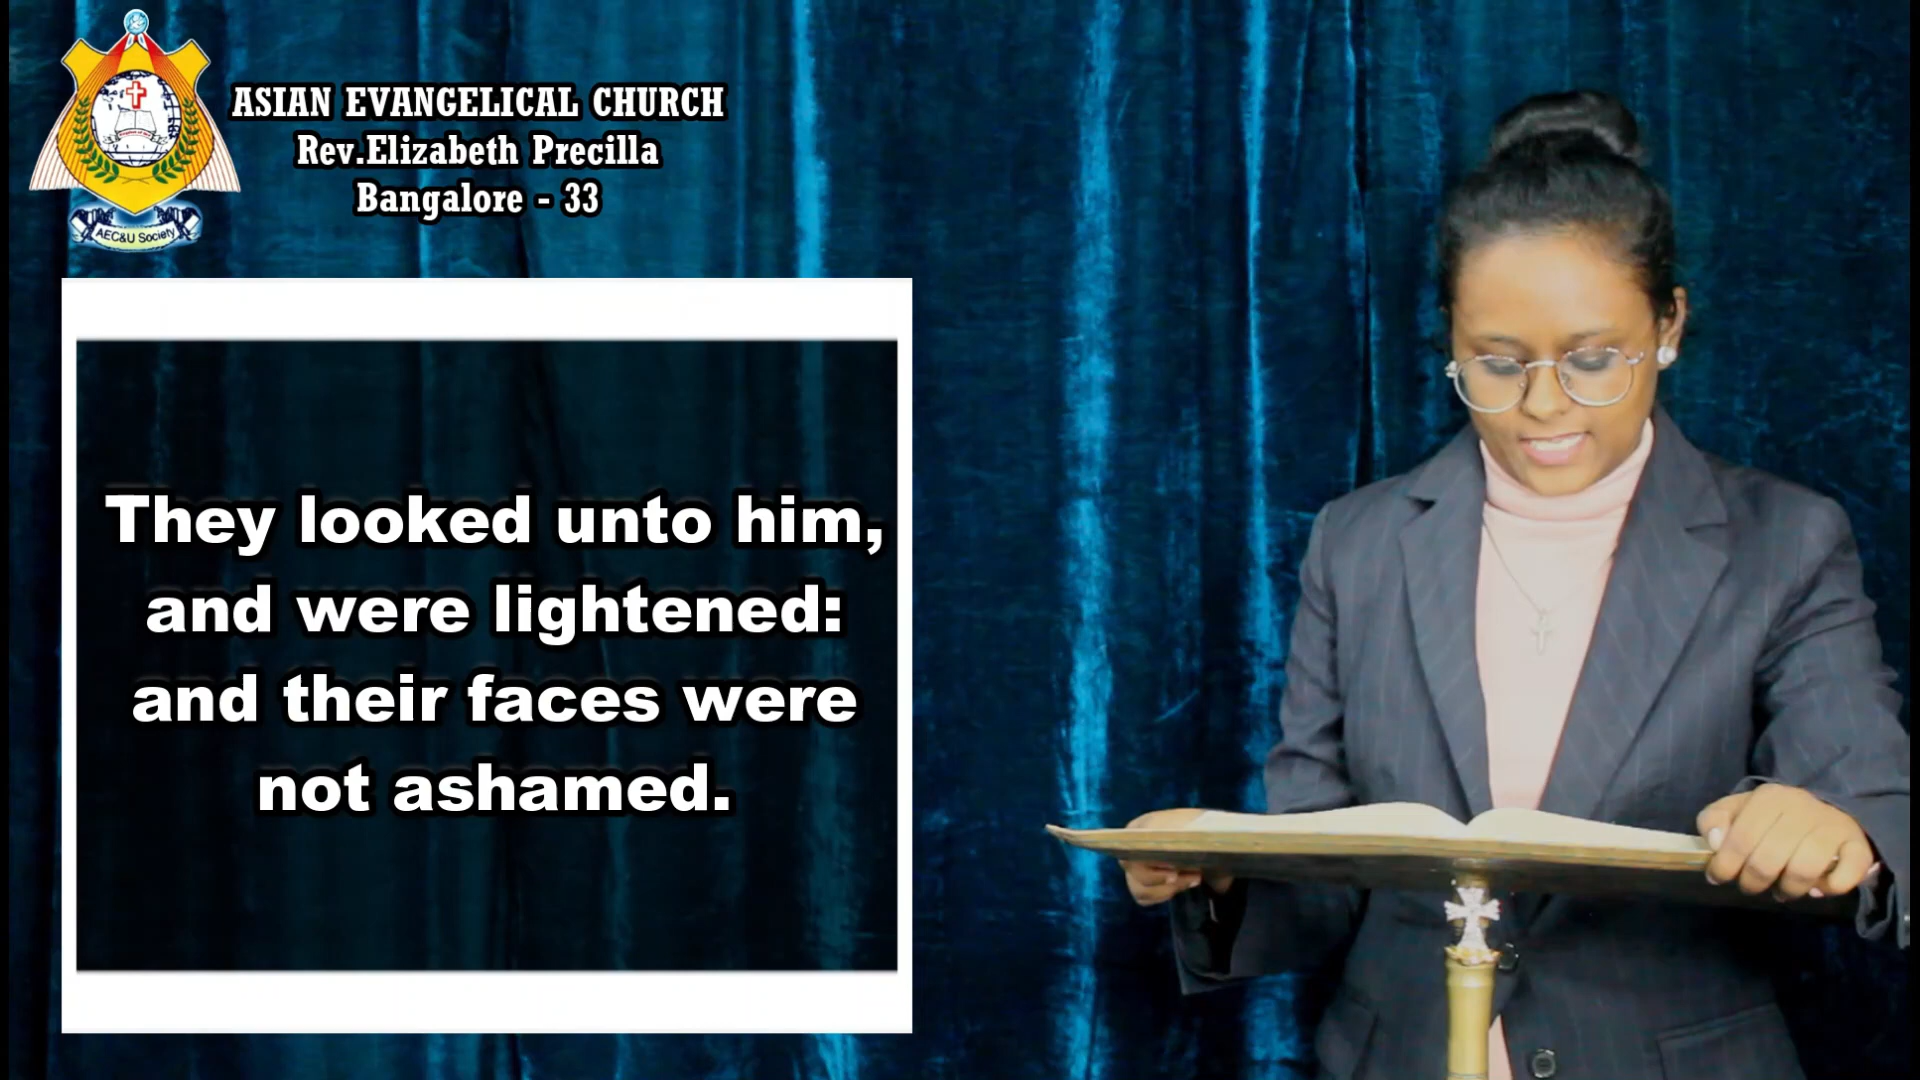 ASIAN EVANGELICAL CHURCH
Rev.Elizabeth Precilla
Bangalore - 33
AEC&U Society
They looked unto him,
and were lightened:
and their faces were
not ashamed.